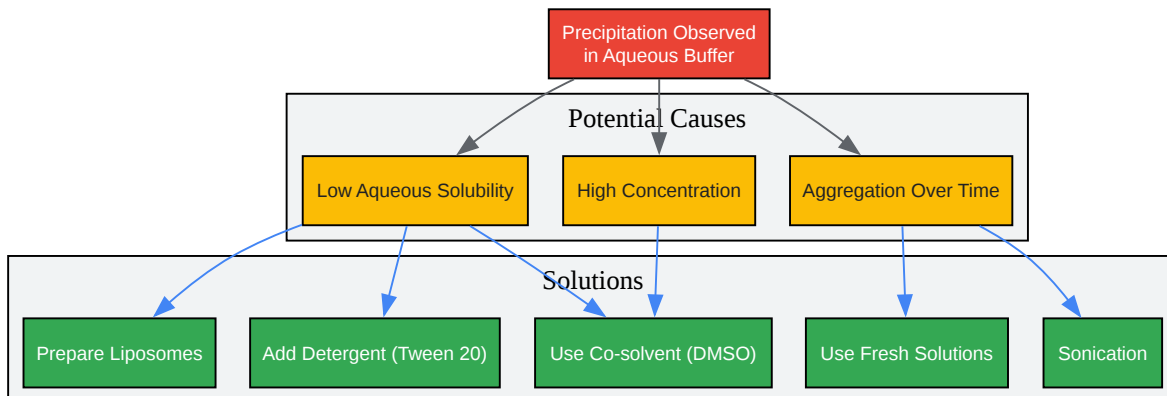 Precipitation Observed
in Aqueous Buffer
Potential Causes
Low Aqueous Solubility
High Concentration
Aggregation Over Time
Solutions
Prepare Liposomes
Add Detergent (Tween 20)
Use Co-solvent (DMSO)
Use Fresh Solutions
Sonication